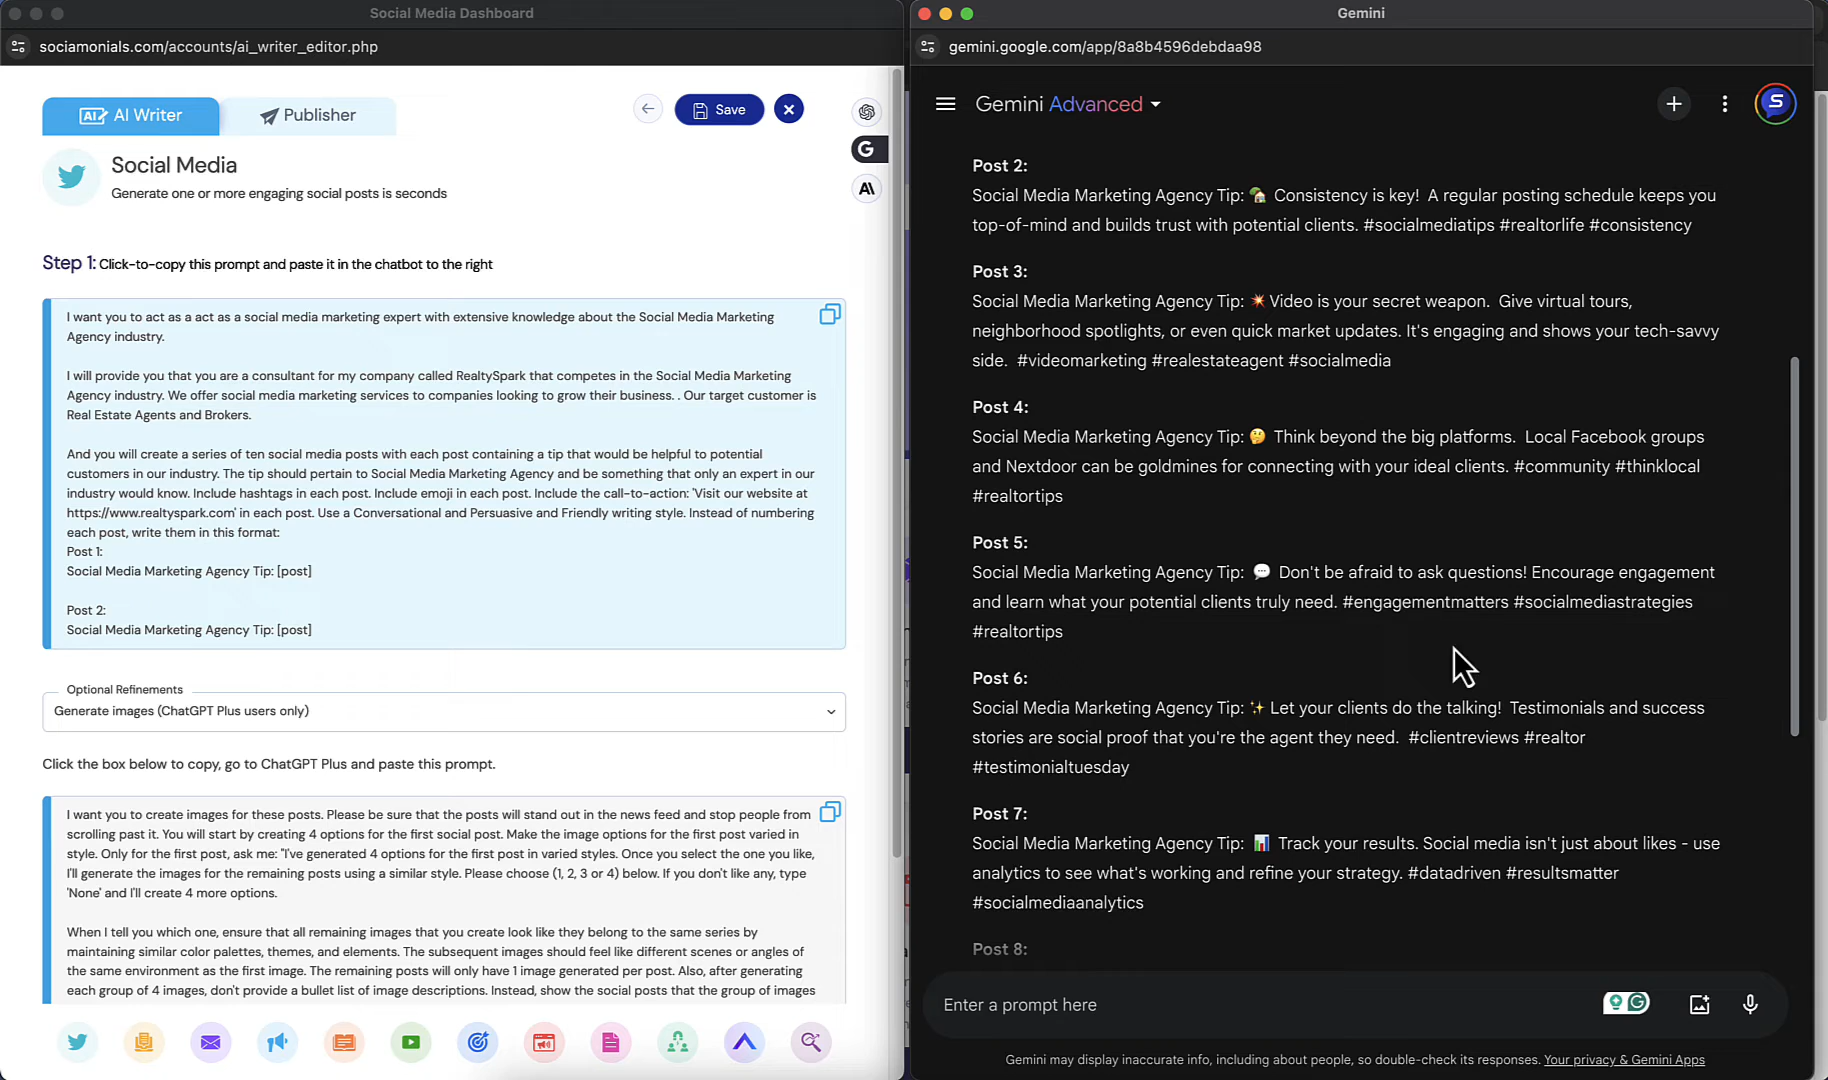 Social Media Dashboard
sociamonials.com/accounts/ai_writer_editor.php
AI Writer
Publisher
Save
Social Media
Generate one or more engaging social posts is seconds
Step 1: Click-to-copy this prompt and paste it in the chatbot to the right
I want you to act as a act as a social media marketing expert with extensive knowledge about the Social Media Marketing
Agency industry.
I will provide you that you are a consultant for my company called RealtySpark that competes in the Social Media Marketing
Agency industry. We offer social media marketing services to companies looking to grow their business. . Our target customer is
Real Estate Agents and Brokers.
And you will create a series of ten social media posts with each post containing a tip that would be helpful to potential
customers in our industry. The tip should pertain to Social Media Marketing Agency and be something that only an expert in our
industry would know. Include hashtags in each post. Include emoji in each post. Include the call-to-action: 'Visit our website at
https://www.realtyspark.com' in each post. Use a Conversational and Persuasive and Friendly writing style. Instead of numbering
each post, write them in this format:
Post 1:
Social Media Marketing Agency Tip: [post]
Post 2:
Social Media Marketing Agency Tip: [post]
Optional Refinements
Generate images (ChatGPT Plus users only)
Click the box below to copy, go to ChatGPT Plus and paste this prompt.
I want you to create images for these posts. Please be sure that the posts will stand out in the news feed and stop people from
scrolling past it. You will start by creating 4 options for the first social post. Make the image options for the first post varied in
style. Only for the first post, ask me: "I've generated 4 options for the first post in varied styles. Once you select the one you like,
I'll generate the images for the remaining posts using a similar style. Please choose (1, 2, 3 or 4) below. If you don't like any, type
'None' and I'll create 4 more options.
When I tell you which one, ensure that all remaining images that you create look like they belong to the same series by
maintaining similar color palettes, themes, and elements. The subsequent images should feel like different scenes or angles of
the same environment as the first image. The remaining posts will only have 1 image generated per post. Also, after generating
each group of 4 images, don't provide a bullet list of image descriptions. Instead, show the social posts that the group of images
Gemini
gemini.google.com/app/8a8b4596debdaa98
Gemini Advanced
Post 2:
Social Media Marketing Agency Tip: 🏡 Consistency is key! A regular posting schedule keeps you
top-of-mind and builds trust with potential clients. #socialmediatips #realtorlife #consistency
Post 3:
Social Media Marketing Agency Tip: 💥 Video is your secret weapon. Give virtual tours,
neighborhood spotlights, or even quick market updates. It's engaging and shows your tech-savvy
side. #videomarketing #realestateagent #socialmedia
Post 4:
Social Media Marketing Agency Tip: 🤔 Think beyond the big platforms. Local Facebook groups
and Nextdoor can be goldmines for connecting with your ideal clients. #community #thinklocal
#realtortips
Post 5:
Social Media Marketing Agency Tip: 💬 Don't be afraid to ask questions! Encourage engagement
and learn what your potential clients truly need. #engagementmatters #socialmediastrategies
#realtortips
Post 6:
Social Media Marketing Agency Tip: ✨ Let your clients do the talking! Testimonials and success
stories are social proof that you're the agent they need. #clientreviews #realtor
#testimonialtuesday
Post 7:
Social Media Marketing Agency Tip: 📊 Track your results. Social media isn't just about likes - use
analytics to see what's working and refine your strategy. #datadriven #resultsmatter
#socialmediaanalytics
Post 8:
Enter a prompt here
Gemini may display inaccurate info, including about people, so double-check its responses. Your privacy & Gemini Apps